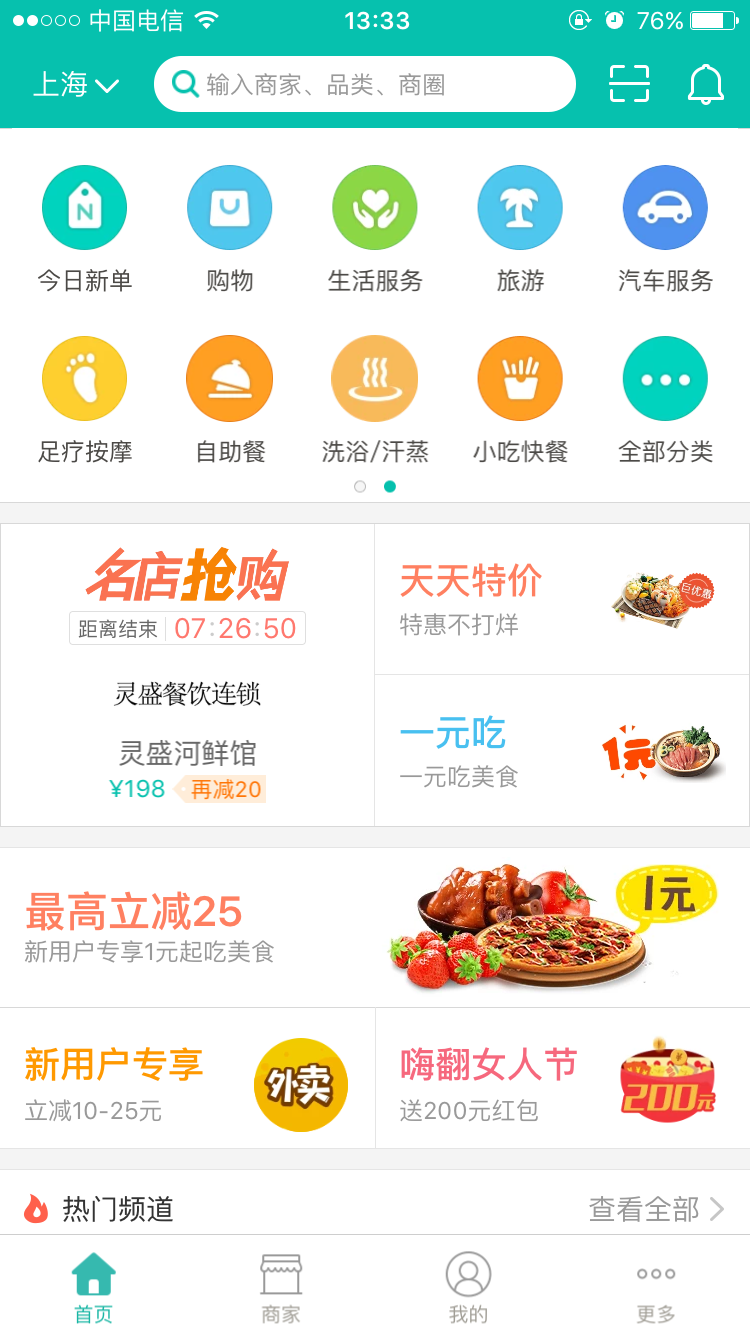 中国电信 13:33 76%
上海 输入商家、品类、商圈
N
今日新单 购物 生活服务 旅游 汽车服务
足疗按摩 自助餐 洗浴/汗蒸 小吃快餐 全部分类
名店抢购
距离结束 07:26:50
灵盛餐饮连锁
灵盛河鲜馆
¥198 再减20
天天特价
特惠不打烊
巨优惠
一元吃
一元吃美食
1元
最高立减25
新用户专享1元起吃美食
1元
新用户专享
立减10-25元
外卖
嗨翻女人节
送200元红包
200元
热门频道 查看全部
首页 商家 我的 更多